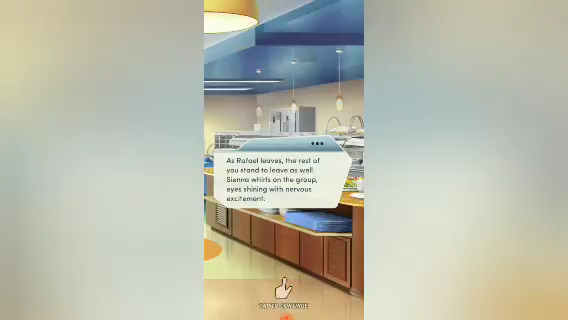 As Rafael leaves, the rest of
you stand to leave as well
Sienna whirls on the group,
eyes shining with nervous
excitement.
CONTINUE